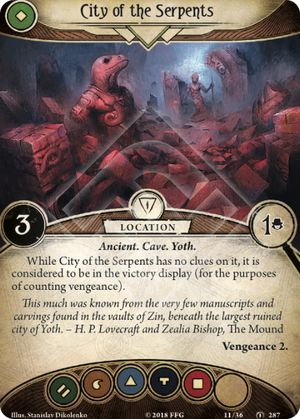 City of the Serpents
3
1
LOCATION
Ancient. Cave. Yoth.
While City of the Serpents has no clues on it, it is
considered to be in the victory display (for the purposes
of counting vengeance).
This much was known from the very few manuscripts and
carvings found in the vaults of Zin, beneath the largest ruined
city of Yoth. – H. P. Lovecraft and Zealia Bishop, The Mound
Vengeance 2.
Illus. Stanislav Dikolenko
© 2018 FFG
11/36
287